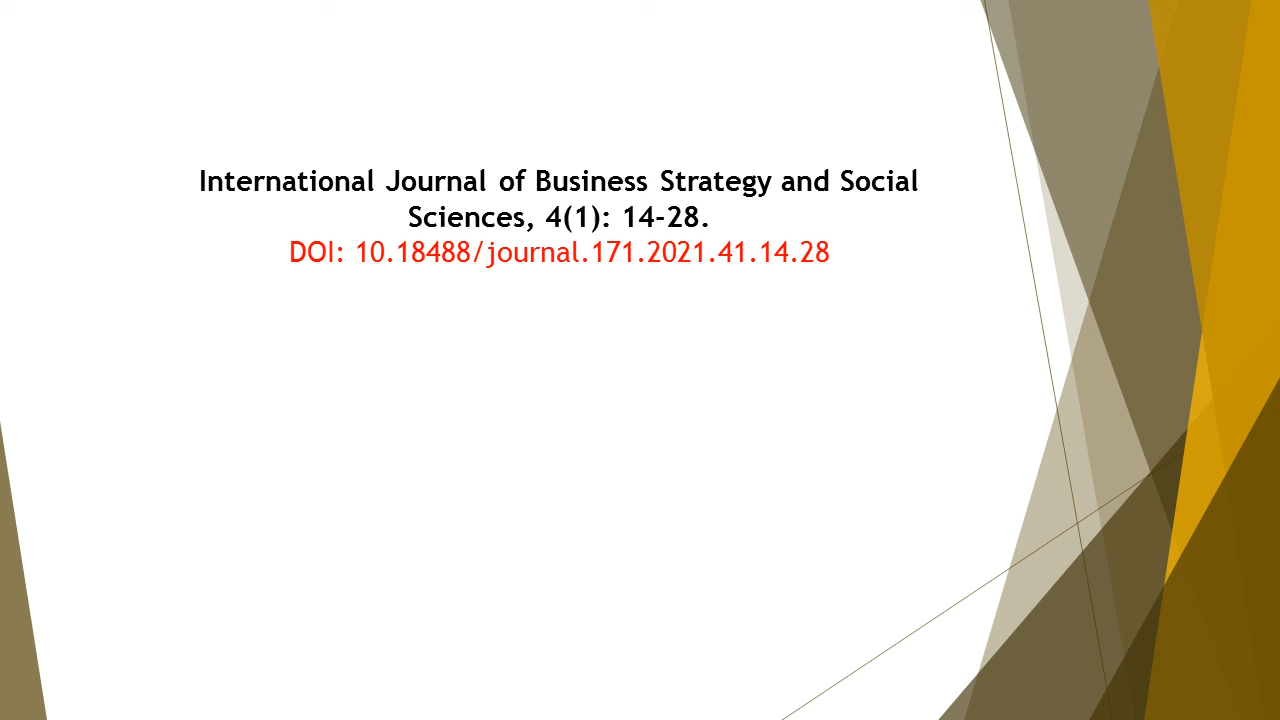 International Journal of Business Strategy and Social
Sciences, 4(1): 14-28.
DOI: 10.18488/journal.171.2021.41.14.28